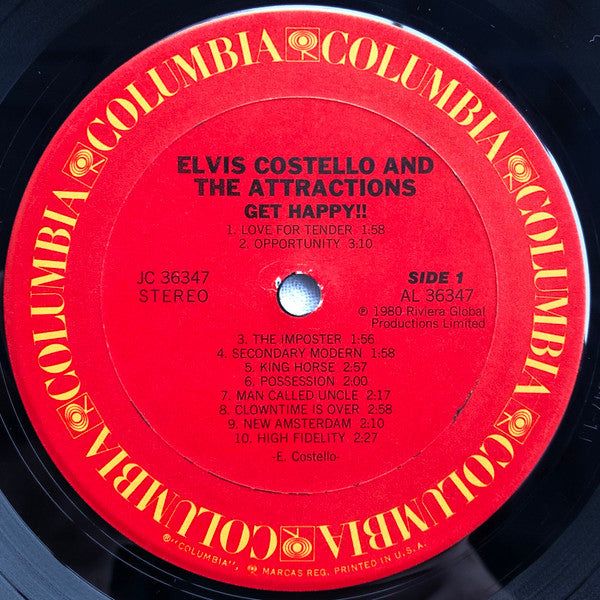 COLUMBIA COLUMBIA COLUMBIA COLUMBIA COLUMBIA COLUMBIA
ELVIS COSTELLO AND
THE ATTRACTIONS
GET HAPPY!!
1. LOVE FOR TENDER 1:58
2. OPPORTUNITY 3:10
JC 36347
STEREO
SIDE 1
AL 36347
℗ 1980 Riviera Global
Productions Limited
3. THE IMPOSTER 1:56
4. SECONDARY MODERN 1:58
5. KING HORSE 2:57
6. POSSESSION 2.00
7. MAN CALLED UNCLE 2:17
8. CLOWNTIME IS OVER 2:58
9. NEW AMSTERDAM 2:10
10. HIGH FIDELITY 2:27
-E. Costello-
®"COLUMBIA", MARCAS REG. PRINTED IN U.S.A.